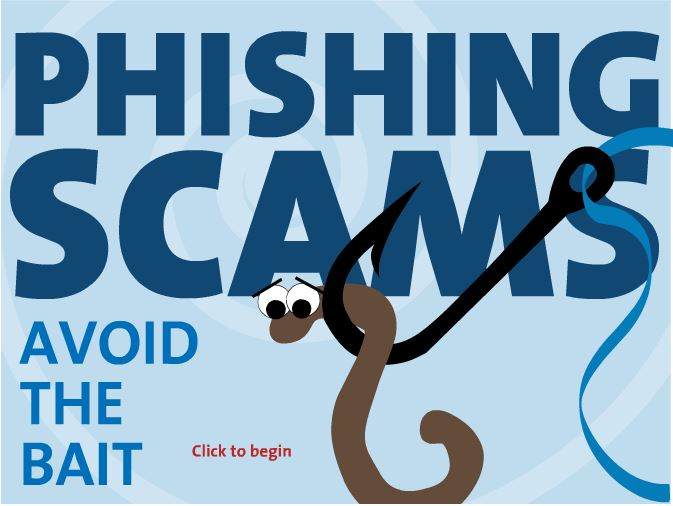 PHISHING
SCAMS
AVOID
THE
BAIT
Click to begin